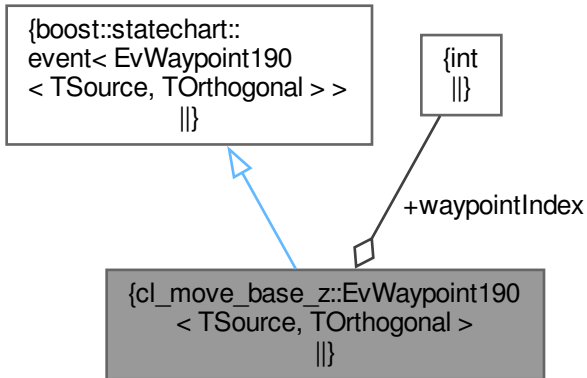 {boost::statechart::
event< EvWaypoint190
< TSource, TOrthogonal > >
||}
{int
||}
+waypointIndex
{cl_move_base_z::EvWaypoint190
< TSource, TOrthogonal >
||}